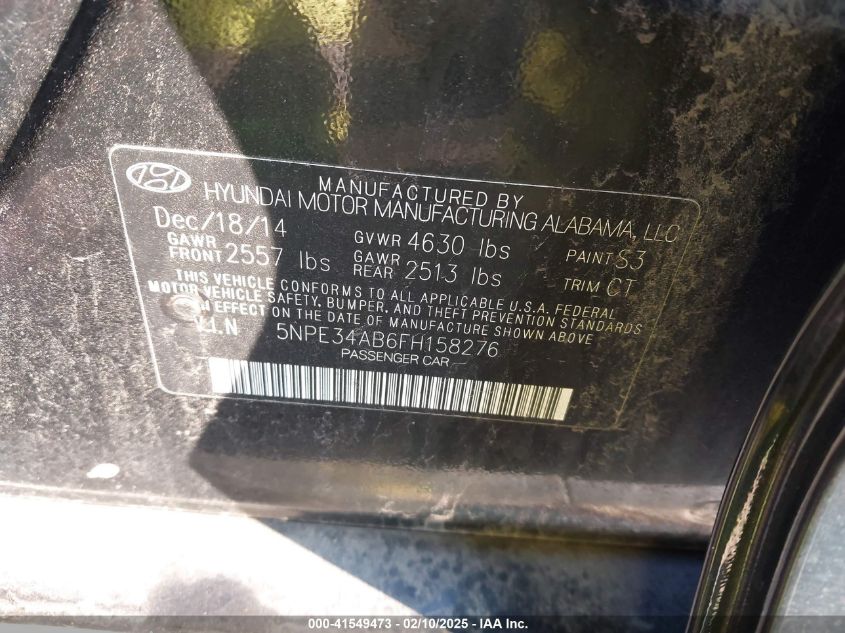 MANUFACTURED BY
HYUNDAI MOTOR MANUFACTURING ALABAMA, LLC
Dec/18/14 GVWR 4630 lbs PAINT S3
GAWR FRONT 2557 lbs GAWR REAR 2513 lbs TRIM CT
THIS VEHICLE CONFORMS TO ALL APPLICABLE U.S.A. FEDERAL
MOTOR VEHICLE SAFETY, BUMPER, AND THEFT PREVENTION STANDARDS
IN EFFECT ON THE DATE OF MANUFACTURE SHOWN ABOVE
V.I.N 5NPE34AB6FH158276
PASSENGER CAR
000-41549473 — 02/10/2025 — IAA Inc.